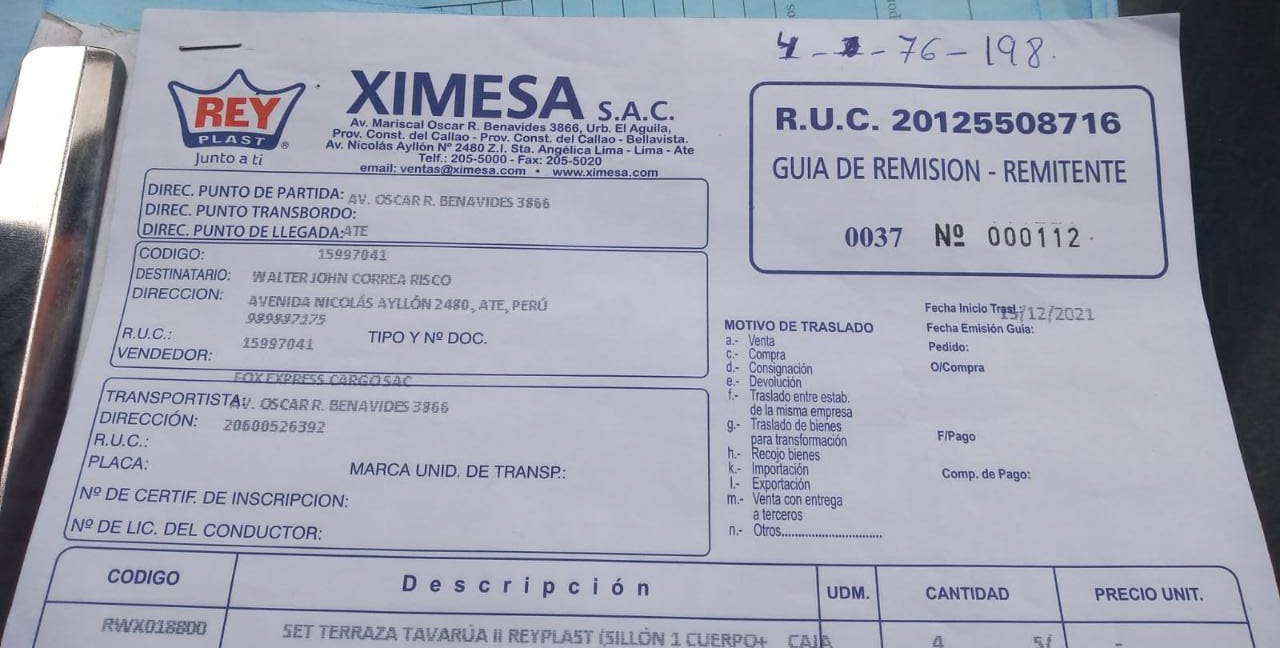 4 - - 76 - 198.
REY
PLAST
®
Junto a ti
XIMESA S.A.C.
Av. Mariscal Oscar R. Benavides 3866, Urb. El Aguila,
Prov. Const. del Callao - Prov. Const. del Callao - Bellavista.
Av. Nicolás Ayllón Nº 2480 Z.I. Sta. Angélica Lima - Lima - Ate
Telf.: 205-5000 - Fax: 205-5020
email: ventas@ximesa.com • www.ximesa.com
R.U.C. 20125508716
GUIA DE REMISION - REMITENTE
0037 Nº 000112
DIREC. PUNTO DE PARTIDA: AV. OSCAR R. BENAVIDES 3866
DIREC. PUNTO TRANSBORDO:
DIREC. PUNTO DE LLEGADA: ATE
CODIGO: 15997041
DESTINATARIO: WALTER JOHN CORREA RISCO
DIRECCION: AVENIDA NICOLÁS AYLLÓN 2480, ATE, PERÚ
989887175
R.U.C.: 15997041 TIPO Y Nº DOC.
VENDEDOR:
FOX EXPRESS CARGO SAC
TRANSPORTISTA: AV. OSCAR R. BENAVIDES 3866
DIRECCIÓN: 20600526392
R.U.C.:
PLACA: MARCA UNID. DE TRANSP.:
Nº DE CERTIF. DE INSCRIPCION:
Nº DE LIC. DEL CONDUCTOR:
MOTIVO DE TRASLADO
a.- Venta
c.- Compra
d.- Consignación
e.- Devolución
f.- Traslado entre estab.
de la misma empresa
g.- Traslado de bienes
para transformación
h.- Recojo bienes
k.- Importación
l.- Exportación
m.- Venta con entrega
a terceros
n.- Otros..............................
Fecha Inicio Trasl.: /12/2021
Fecha Emisión Guia:
Pedido:
O/Compra
F/Pago
Comp. de Pago:
CODIGO Descripción UDM. CANTIDAD PRECIO UNIT.
RWX018800 SET TERRAZA TAVARUA II REYPLAST (SILLÓN 1 CUERPO+ CAJA 4 S/ -